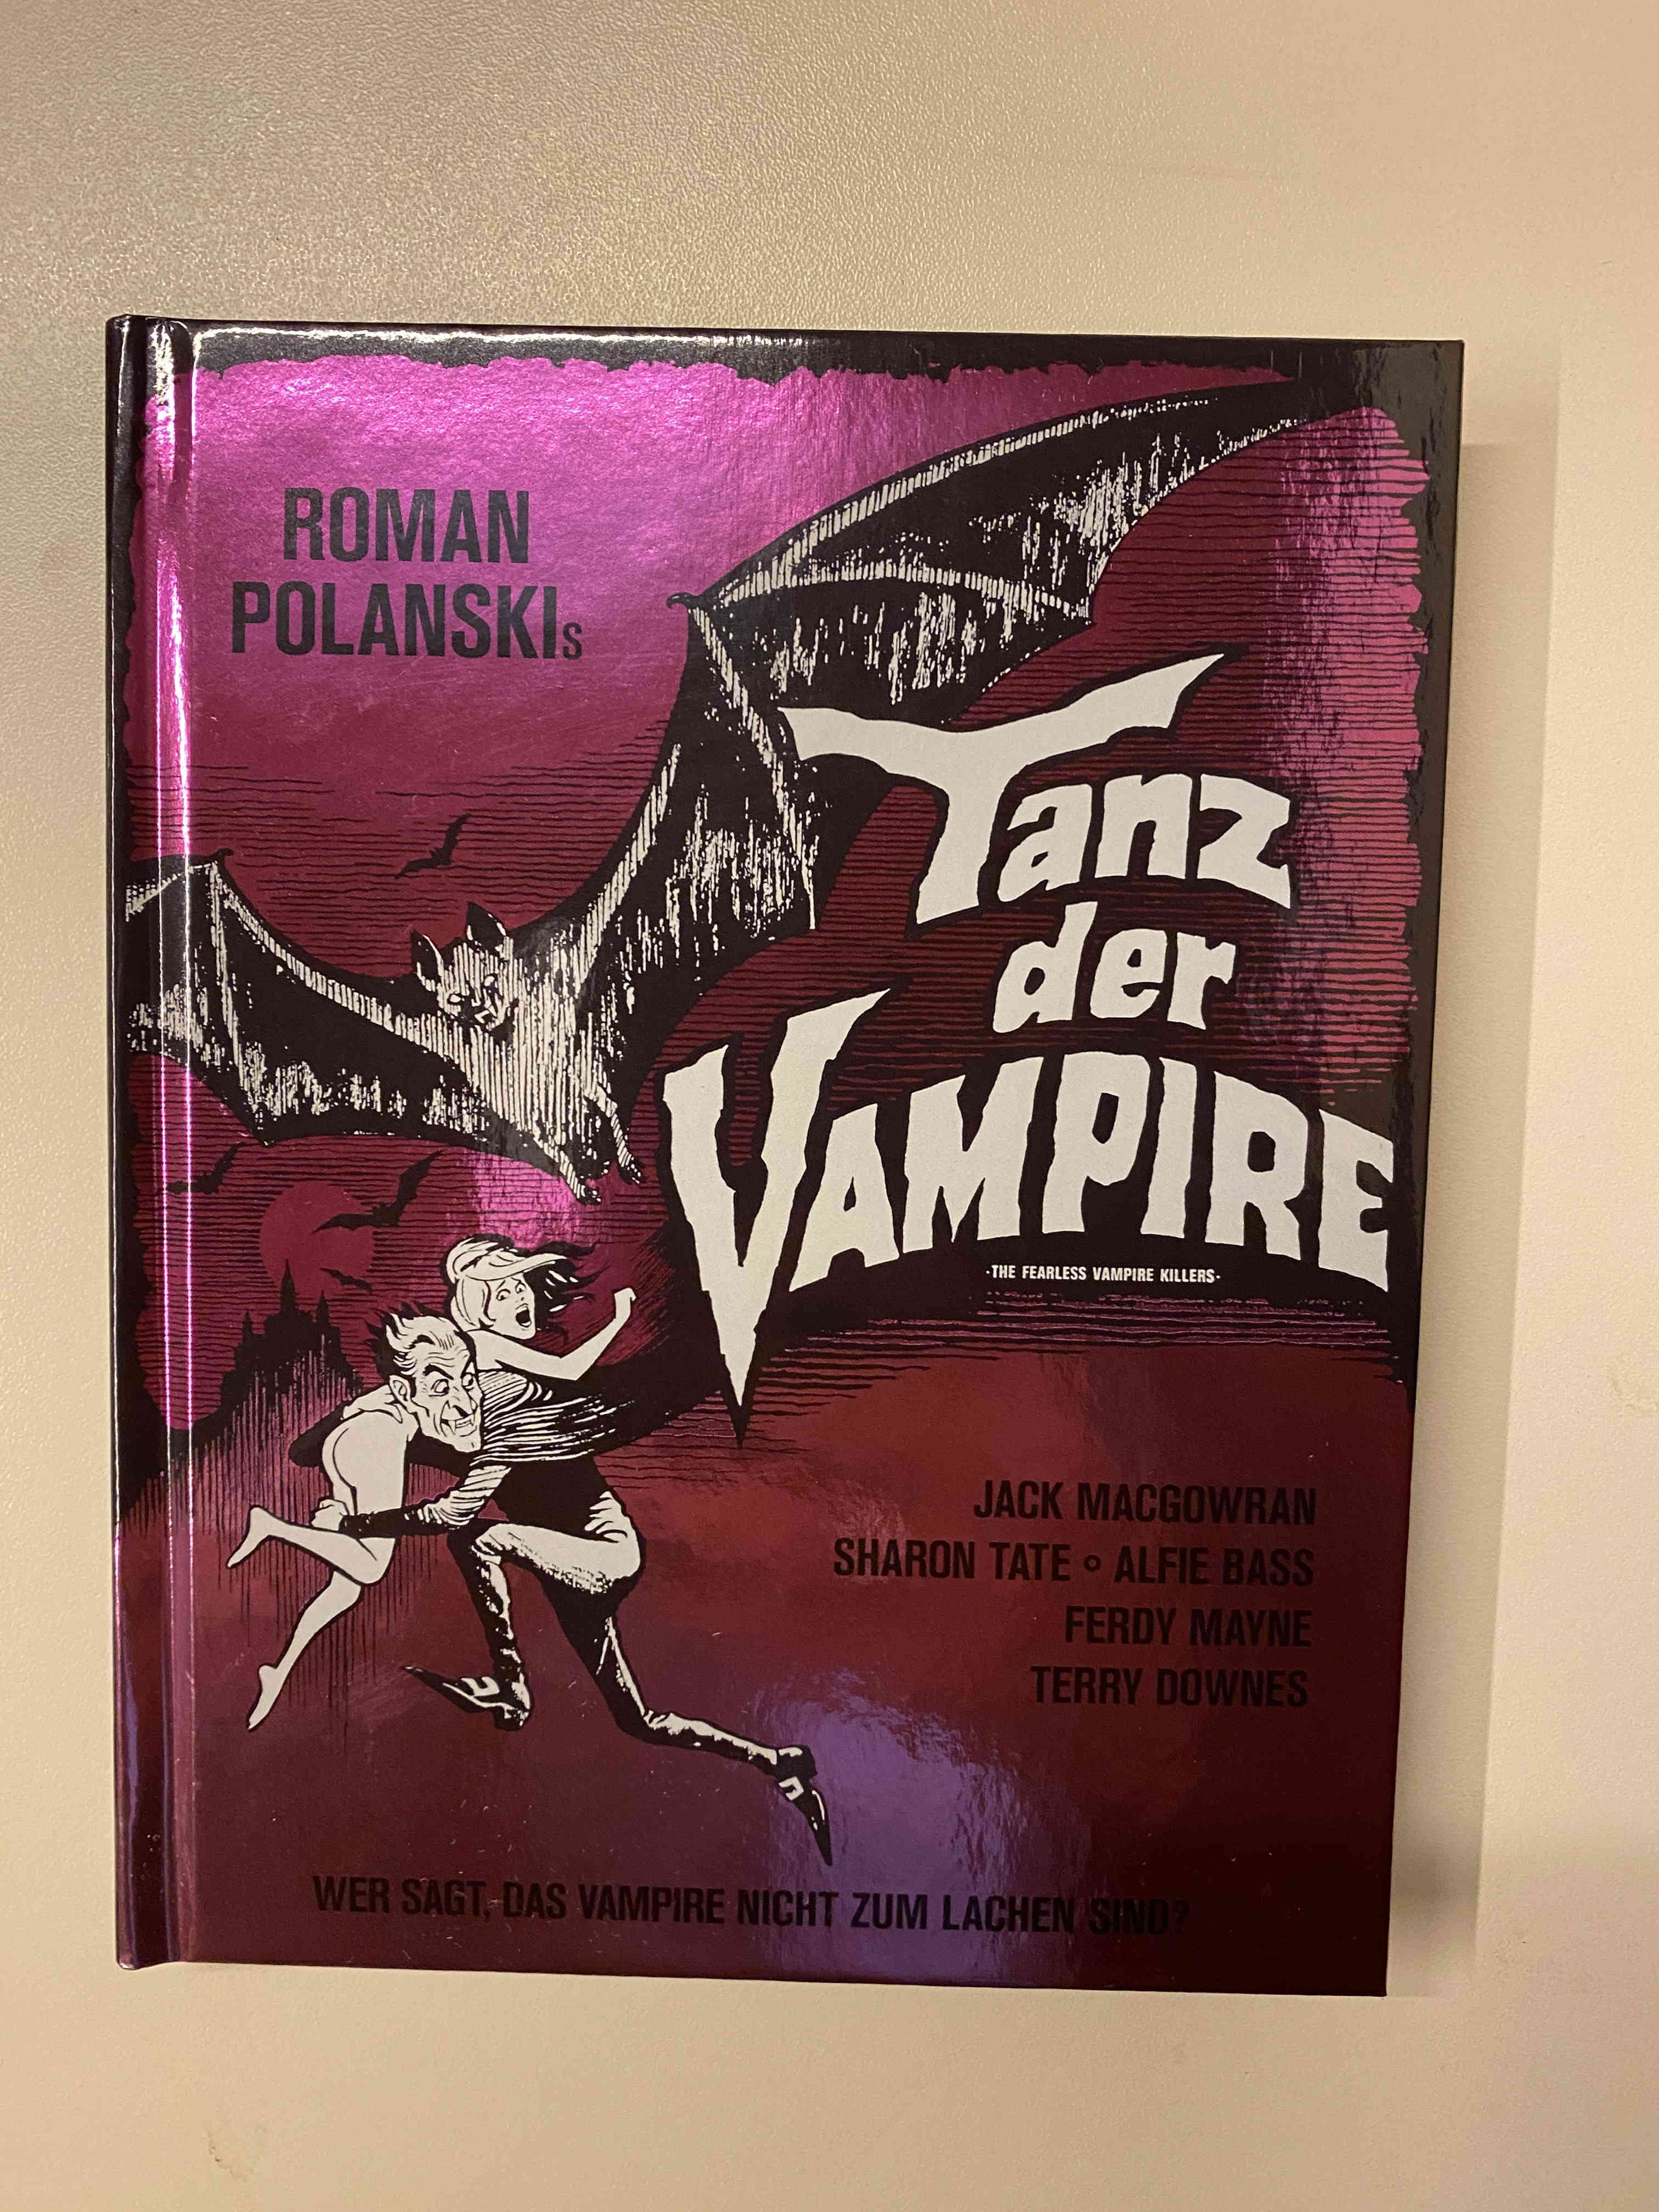 ROMAN
POLANSKIs
Tanz
der
VAMPIRE
·THE FEARLESS VAMPIRE KILLERS·
JACK MACGOWRAN
SHARON TATE ∘ ALFIE BASS
FERDY MAYNE
TERRY DOWNES
WER SAGT, DAS VAMPIRE NICHT ZUM LACHEN SIND?